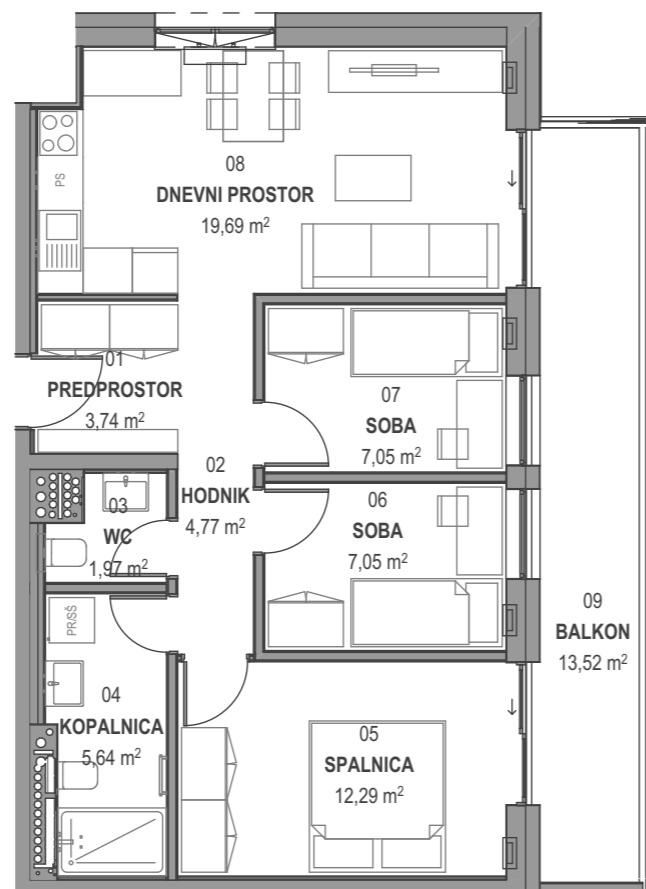 08
DNEVNI PROSTOR
19,69 m²
PS
01
PREDPROSTOR
3,74 m²
07
SOBA
7,05 m²
02
HODNIK
4,77 m²
03
WC
1,97 m²
06
SOBA
7,05 m²
PR/SŠ
09
BALKON
13,52 m²
04
KOPALNICA
5,64 m²
05
SPALNICA
12,29 m²